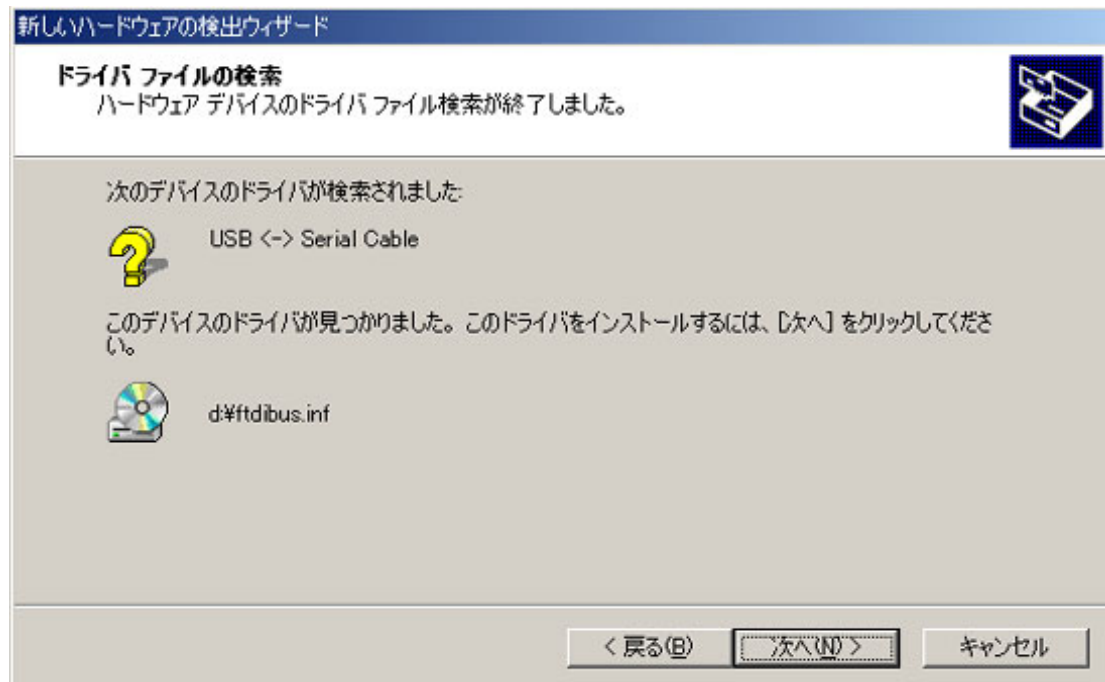 新しいハードウェアの検出ウィザード
ドライバ ファイルの検索
ハードウェア デバイスのドライバ ファイル検索が終了しました。
次のデバイスのドライバが検索されました:
USB <-> Serial Cable
このデバイスのドライバが見つかりました。このドライバをインストールするには、[次へ] をクリックしてくださ
い。
d:¥ftdibus.inf
< 戻る(B)
次へ(N) >
キャンセル